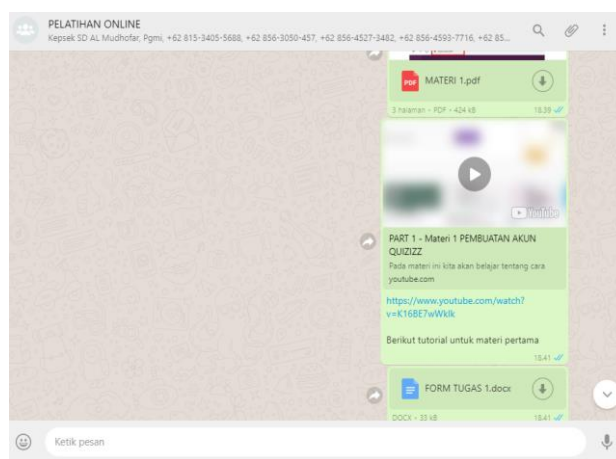 PELATIHAN ONLINE
Kepsek SD AL Mudhofar, Pgmi, +62 815-3405-5688, +62 856-3050-457, +62 856-4527-3482, +62 856-4593-7716, +62 85...
PDF MATERI 1.pdf
3 halaman • PDF • 424 kB 18.39
YouTube
PART 1 - Materi 1 PEMBUATAN AKUN
QUIZIZZ
Pada materi ini kita akan belajar tentang cara
youtube.com
https://www.youtube.com/watch?
v=K16BE7wWklk
Berikut tutorial untuk materi pertama
18.41
FORM TUGAS 1.docx
DOCX • 33 kB 18.41
Ketik pesan